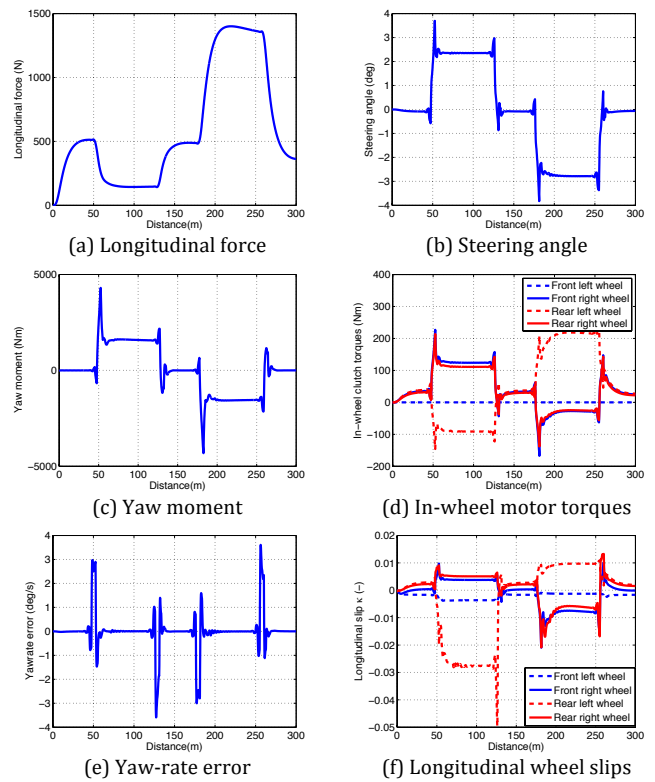 1500
1000
500
0
Longitudinal force (N)
0 50 100 150 200 250 300
Distance(m)
(a) Longitudinal force
4
3
2
1
0
−1
−2
−3
−4
Steering angle (deg)
0 50 100 150 200 250 300
Distance(m)
(b) Steering angle
5000
0
−5000
Yaw moment (Nm)
0 50 100 150 200 250 300
Distance(m)
(c) Yaw moment
400
300
200
100
0
−100
−200
In−wheel clutch torques (Nm)
Front left wheel
Front right wheel
Rear left wheel
Rear right wheel
0 50 100 150 200 250 300
Distance(m)
(d) In-wheel motor torques
4
3
2
1
0
−1
−2
−3
−4
Yawrate error (deg/s)
0 50 100 150 200 250 300
Distance(m)
(e) Yaw-rate error
0.02
0.01
0
−0.01
−0.02
−0.03
−0.04
−0.05
Longitudinal slip κ (−)
Front left wheel
Front right wheel
Rear left wheel
Rear right wheel
0 50 100 150 200 250 300
Distance(m)
(f) Longitudinal wheel slips